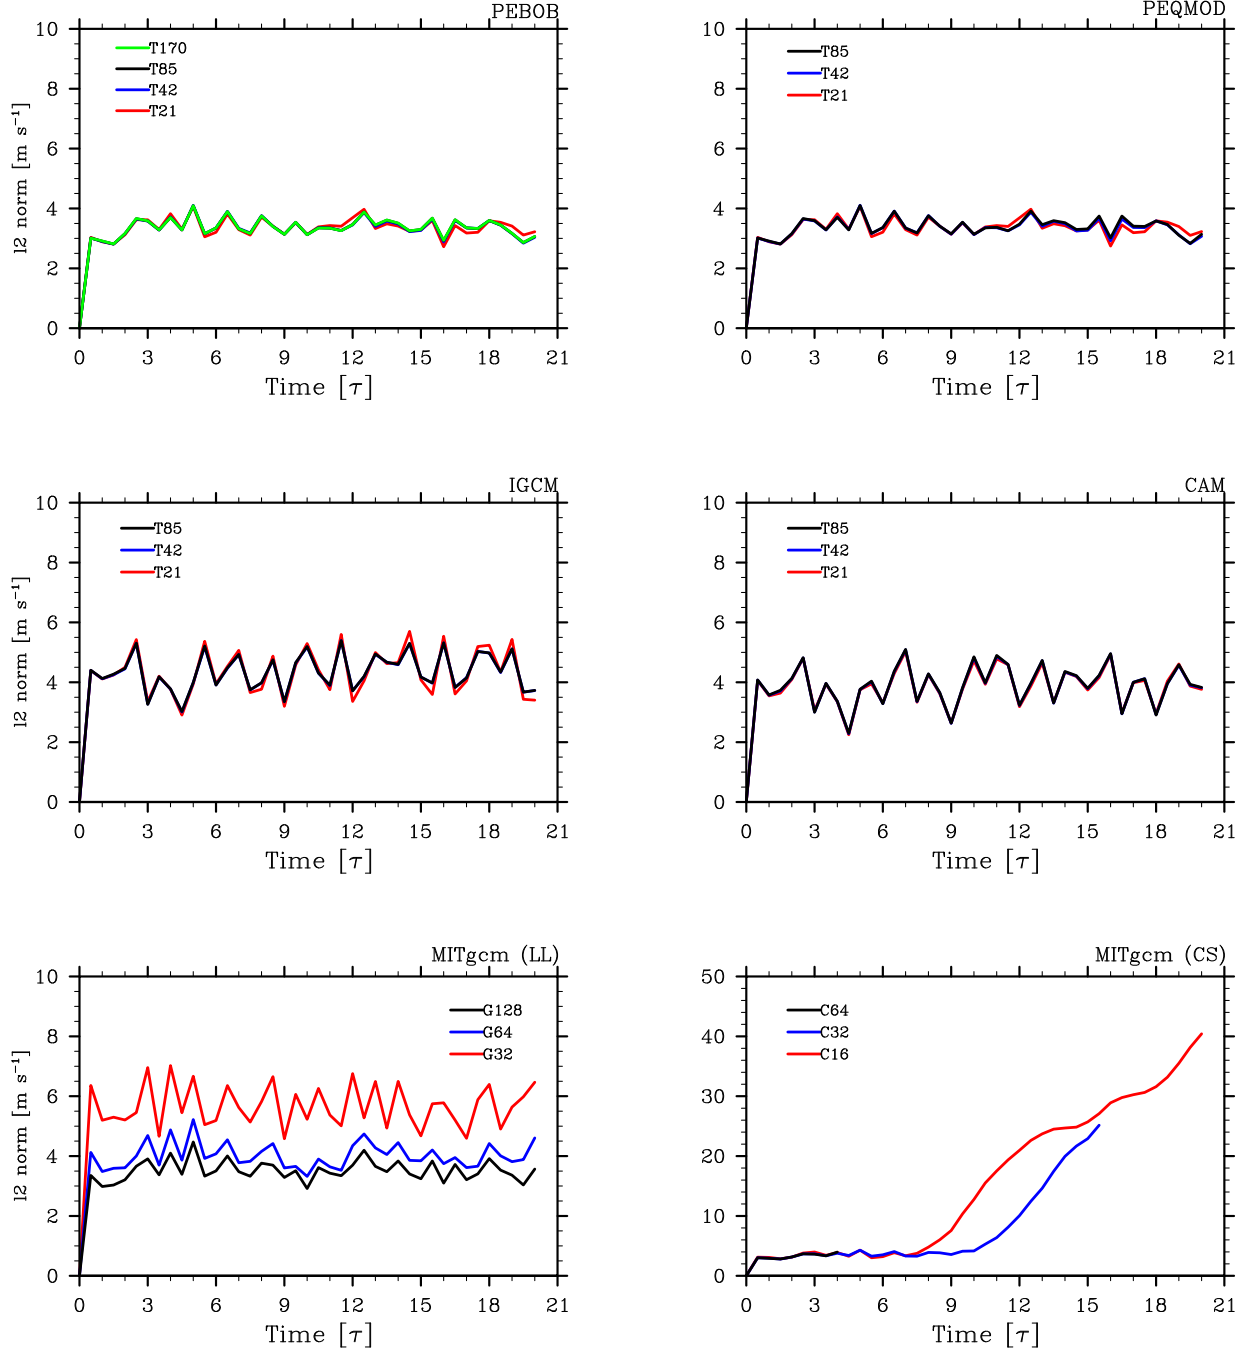 PEBOB
10
8
6
4
2
0
l2 norm [m s⁻¹]
T170
T85
T42
T21
0 3 6 9 12 15 18 21
Time [τ]
PEQMOD
10
8
6
4
2
0
T85
T42
T21
0 3 6 9 12 15 18 21
Time [τ]
IGCM
10
8
6
4
2
0
l2 norm [m s⁻¹]
T85
T42
T21
0 3 6 9 12 15 18 21
Time [τ]
CAM
10
8
6
4
2
0
T85
T42
T21
0 3 6 9 12 15 18 21
Time [τ]
MITgcm (LL)
10
8
6
4
2
0
l2 norm [m s⁻¹]
G128
G64
G32
0 3 6 9 12 15 18 21
Time [τ]
MITgcm (CS)
50
40
30
20
10
0
C64
C32
C16
0 3 6 9 12 15 18 21
Time [τ]